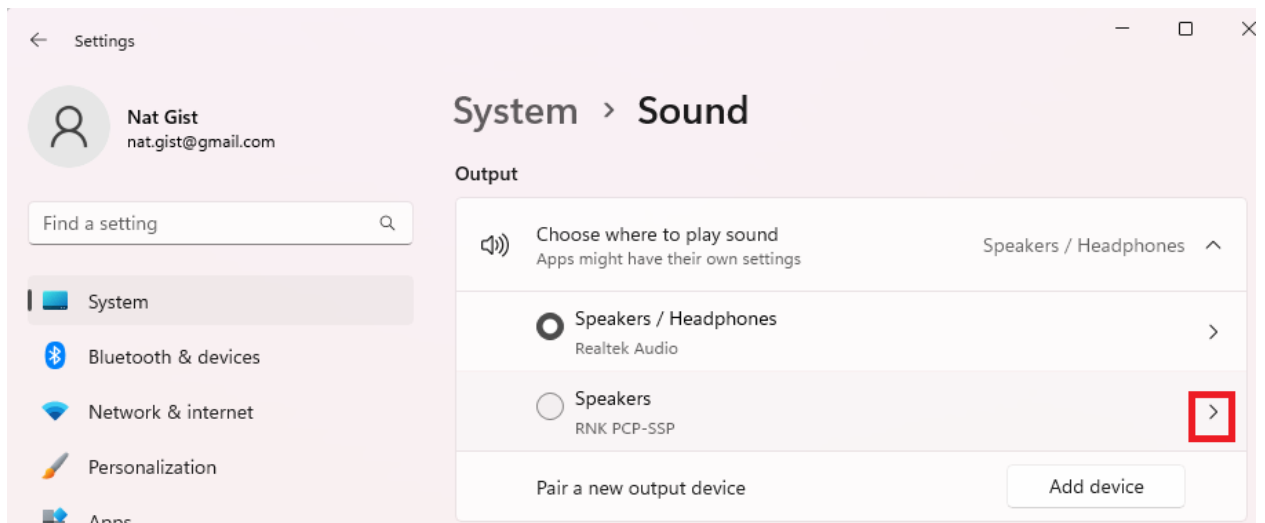 Settings
Nat Gist
nat.gist@gmail.com
Find a setting
System
Bluetooth & devices
Network & internet
Personalization
Apps
System > Sound
Output
Choose where to play sound
Apps might have their own settings
Speakers / Headphones
Speakers / Headphones
Realtek Audio
Speakers
RNK PCP-SSP
Pair a new output device
Add device